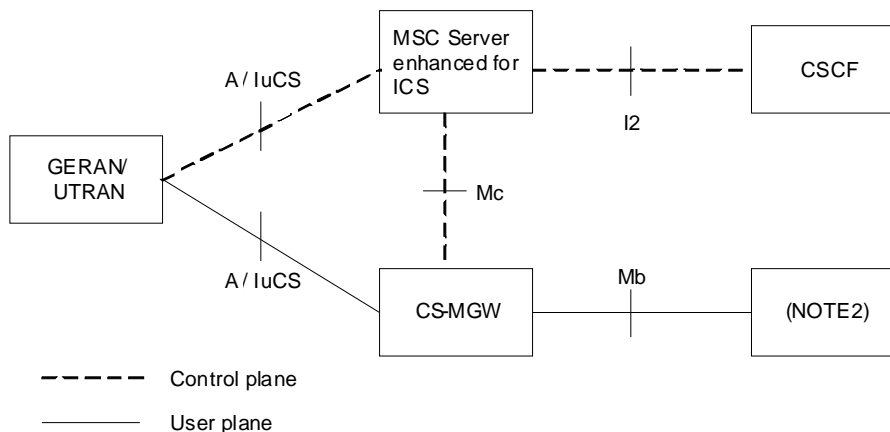 MSC Server
enhanced for
ICS
CSCF
A / IuCS
I2
GERAN/
UTRAN
Mc
A / IuCS
Mb
CS-MGW
(NOTE2)
Control plane
User plane